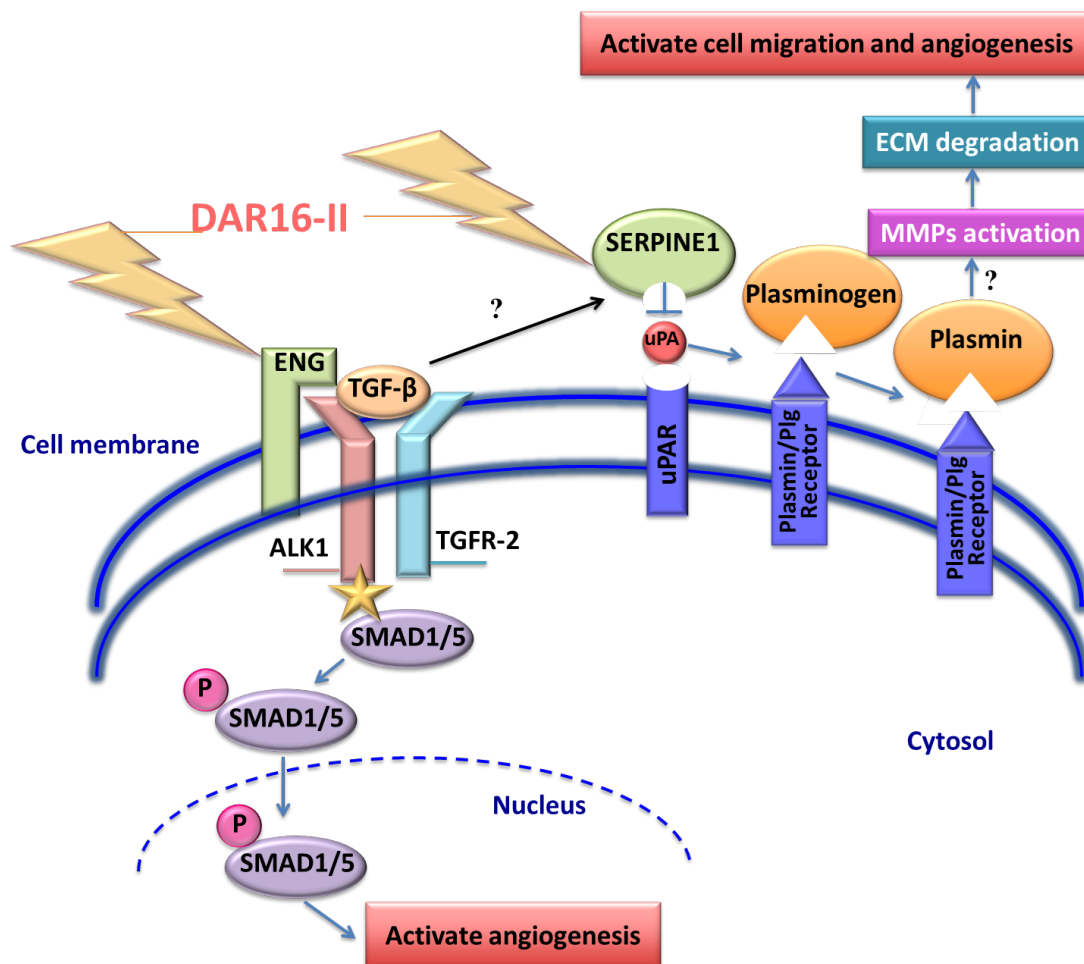 Activate cell migration and angiogenesis
ECM degradation
MMPs activation
?
DAR16-II
SERPINE1
Plasminogen
Plasmin
?
uPA
ENG
TGF-β
Cell membrane
uPAR
Plasmin/Plg
Receptor
Plasmin/Plg
Receptor
ALK1
TGFR-2
SMAD1/5
P
SMAD1/5
Cytosol
Nucleus
P
SMAD1/5
Activate angiogenesis